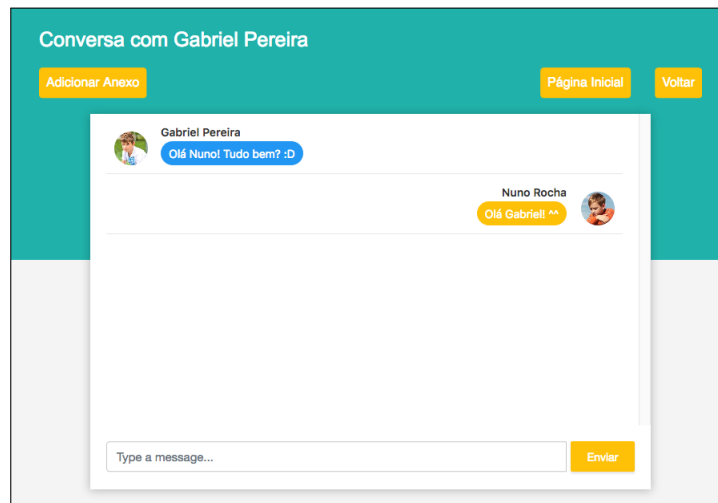 Conversa com Gabriel Pereira
Adicionar Anexo
Página Inicial
Voltar
Gabriel Pereira
Olá Nuno! Tudo bem? :D
Nuno Rocha
Olá Gabriel! ^^
Type a message...
Enviar